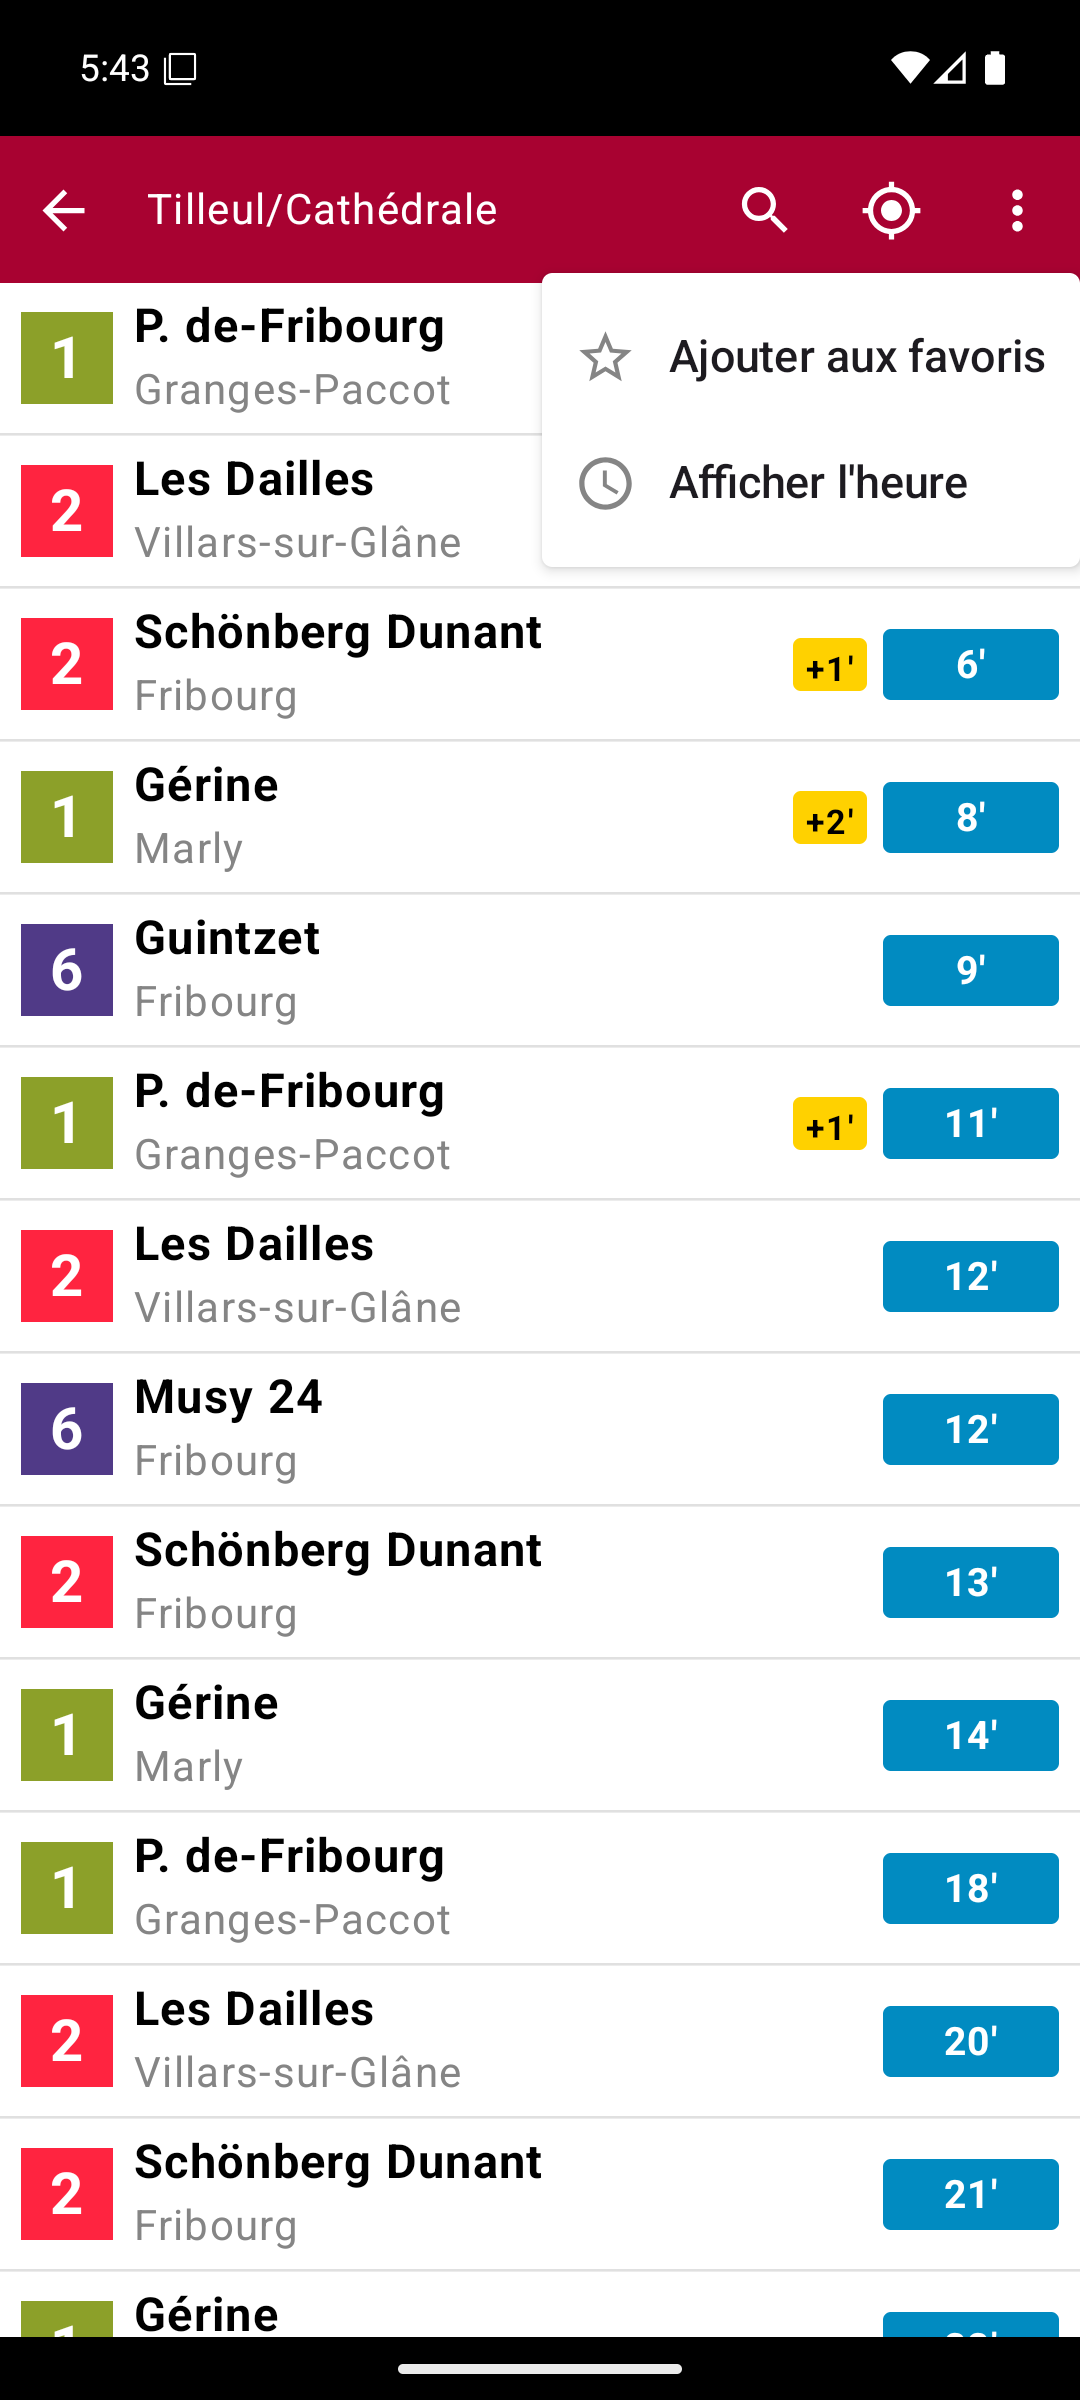 5:43
Tilleul/Cathédrale
Ajouter aux favoris
Afficher l'heure
1 P. de-Fribourg
Granges-Paccot
2 Les Dailles
Villars-sur-Glâne
2 Schönberg Dunant +1' 6'
Fribourg
1 Gérine +2' 8'
Marly
6 Guintzet 9'
Fribourg
1 P. de-Fribourg +1' 11'
Granges-Paccot
2 Les Dailles 12'
Villars-sur-Glâne
6 Musy 24 12'
Fribourg
2 Schönberg Dunant 13'
Fribourg
1 Gérine 14'
Marly
1 P. de-Fribourg 18'
Granges-Paccot
2 Les Dailles 20'
Villars-sur-Glâne
2 Schönberg Dunant 21'
Fribourg
Gérine